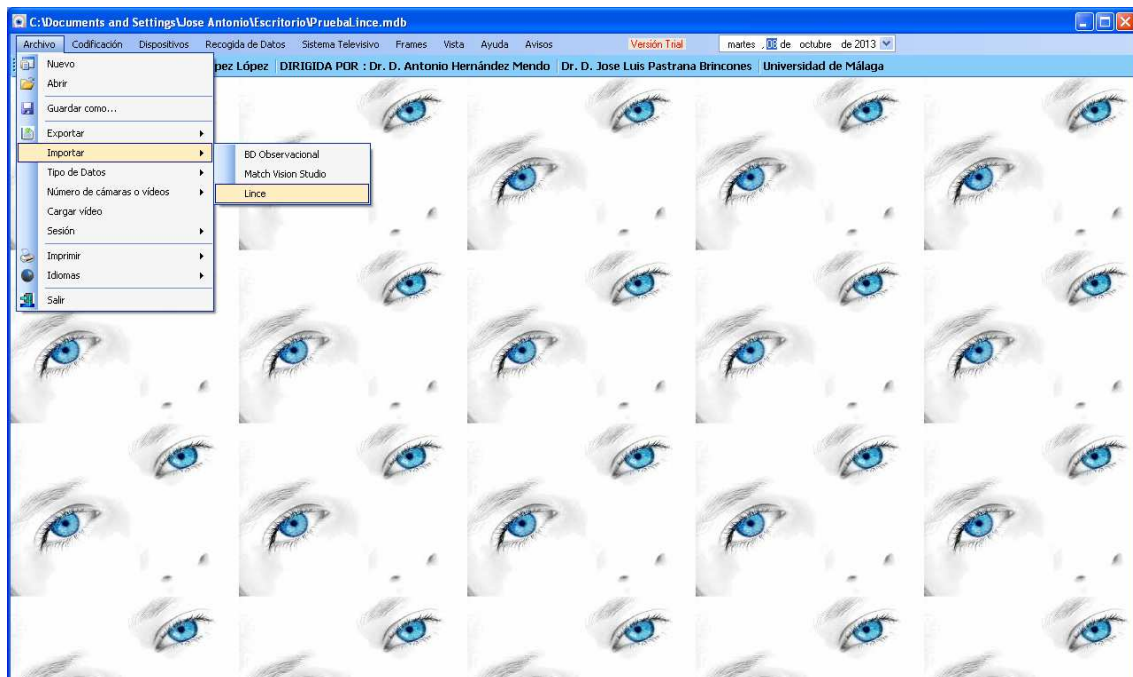 C:\Documents and Settings\Jose Antonio\Escritorio\PruebaLince.mdb
Archivo Codificación Dispositivos Recogida de Datos Sistema Televisivo Frames Vista Ayuda Avisos Versión Trial martes , 08 de octubre de 2013
López DIRIGIDA POR : Dr. D. Antonio Hernández Mendo Dr. D. Jose Luis Pastrana Brincones Universidad de Málaga
Nuevo
Abrir
Guardar como...
Exportar
Importar
Tipo de Datos
Número de cámaras o vídeos
Cargar vídeo
Sesión
Imprimir
Idiomas
Salir
BD Observacional
Match Vision Studio
Lince